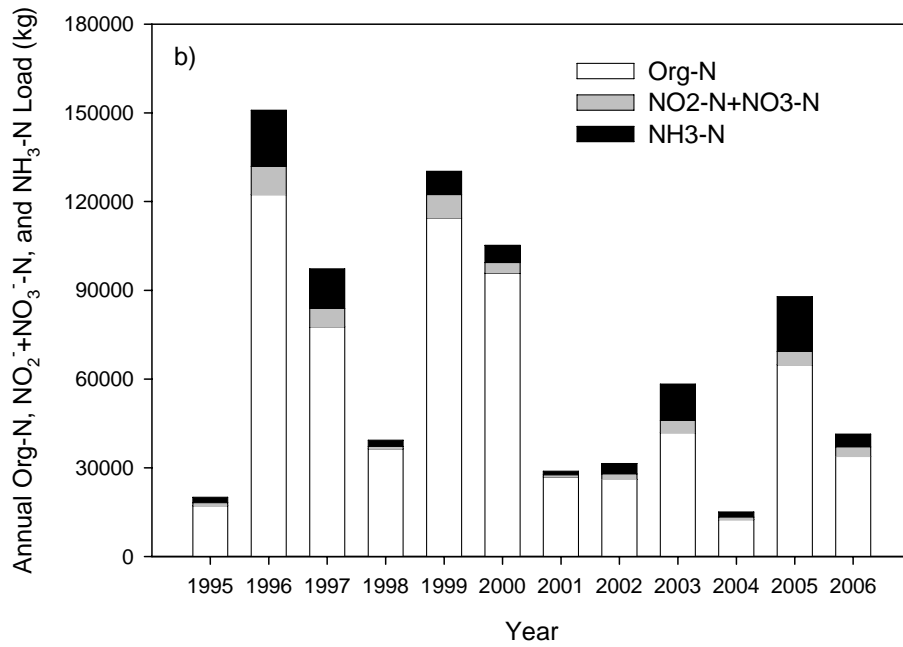 Annual Org-N, NO₂⁻+NO₃⁻-N, and NH₃-N Load (kg)
180000
150000
120000
90000
60000
30000
0
b)
Org-N
NO2-N+NO3-N
NH3-N
1995 1996 1997 1998 1999 2000 2001 2002 2003 2004 2005 2006
Year